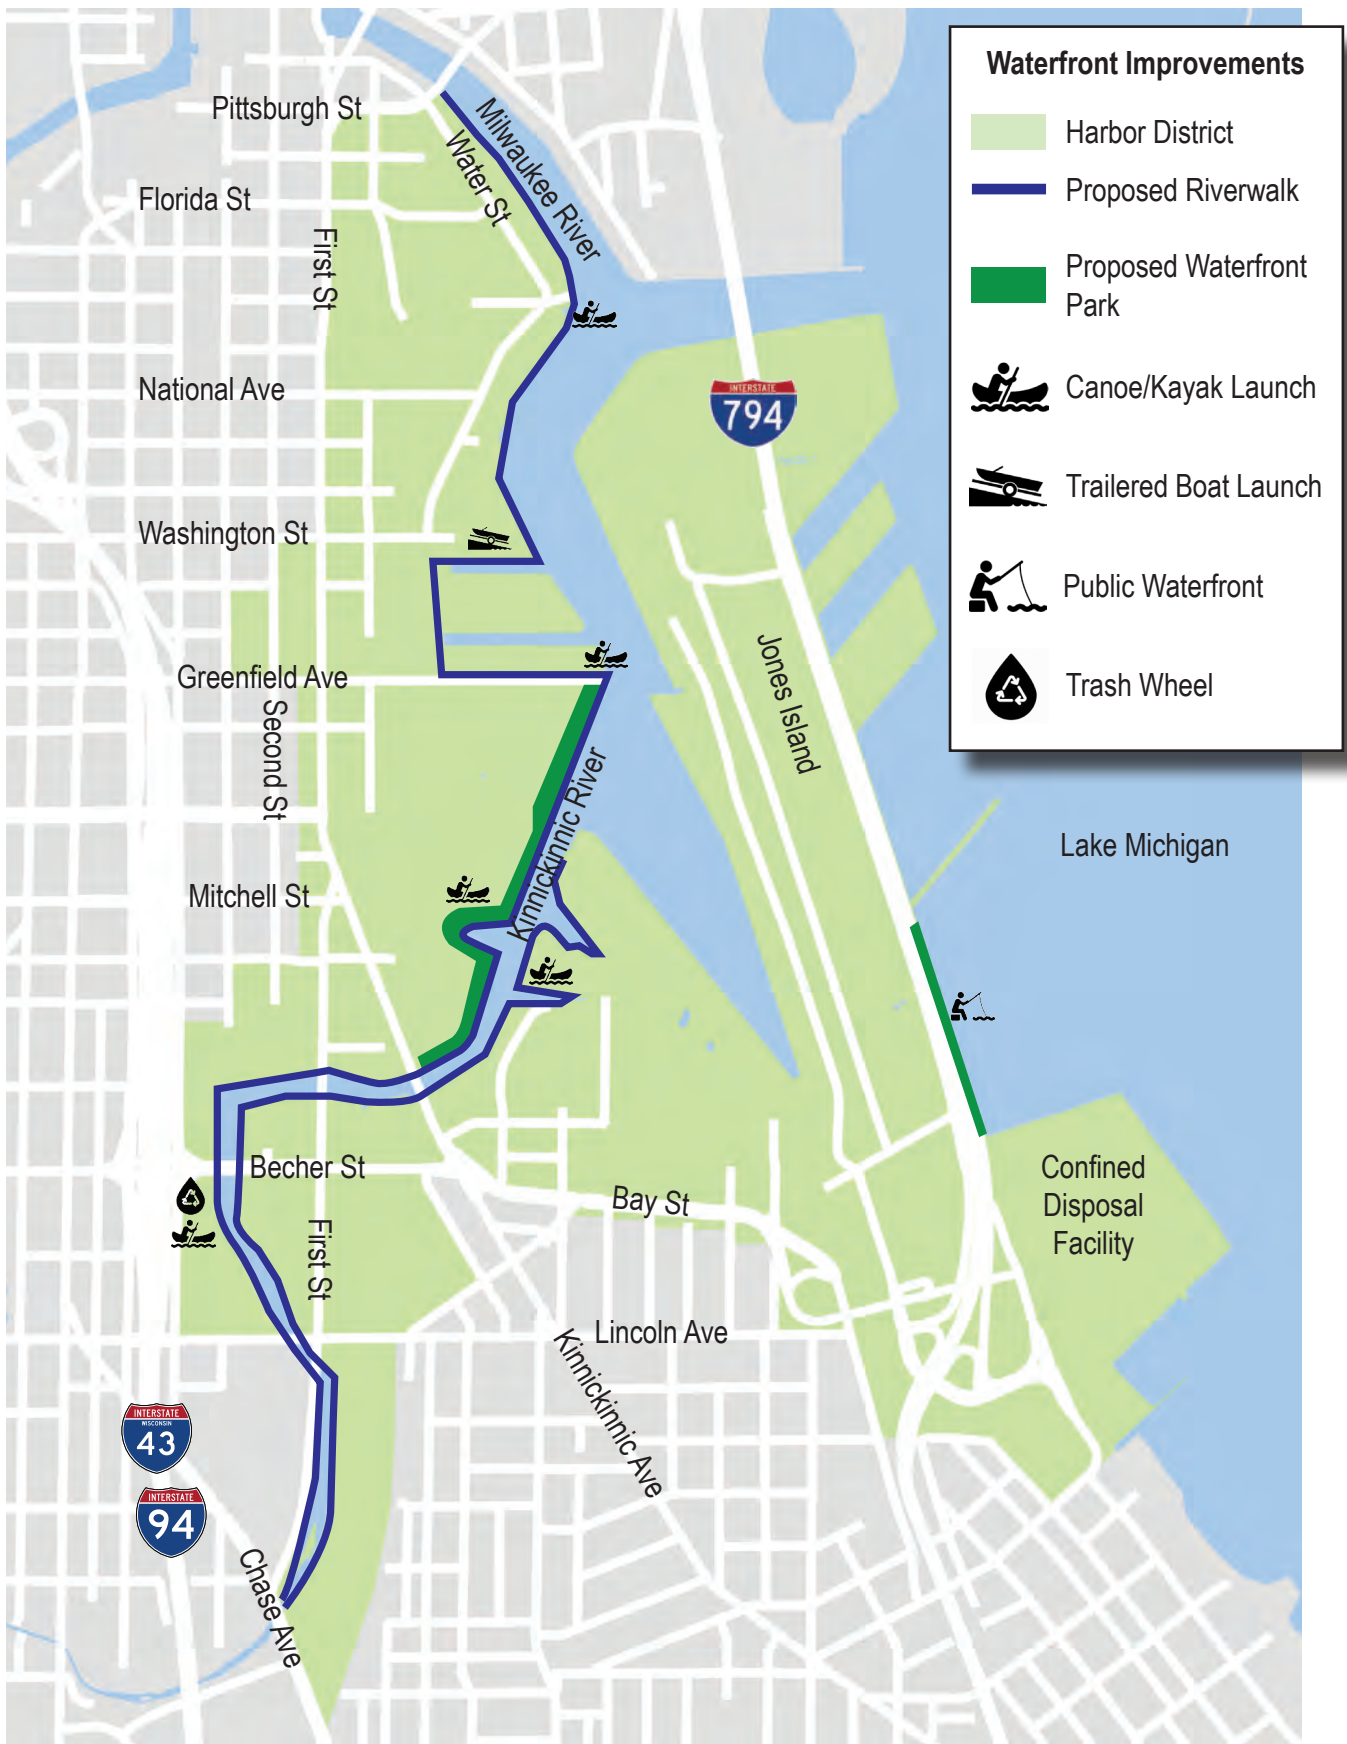 Waterfront Improvements
Harbor District
Proposed Riverwalk
Proposed Waterfront
Park
Canoe/Kayak Launch
Trailered Boat Launch
Public Waterfront
Trash Wheel
Pittsburgh St
Milwaukee River
Water St
Florida St
First St
National Ave
INTERSTATE
794
Washington St
Jones Island
Greenfield Ave
Second St
Kinnickinnic River
Lake Michigan
Mitchell St
Becher St
Bay St
Confined
Disposal
Facility
First St
Lincoln Ave
Kinnickinnic Ave
INTERSTATE
WISCONSIN
43
INTERSTATE
94
Chase Ave